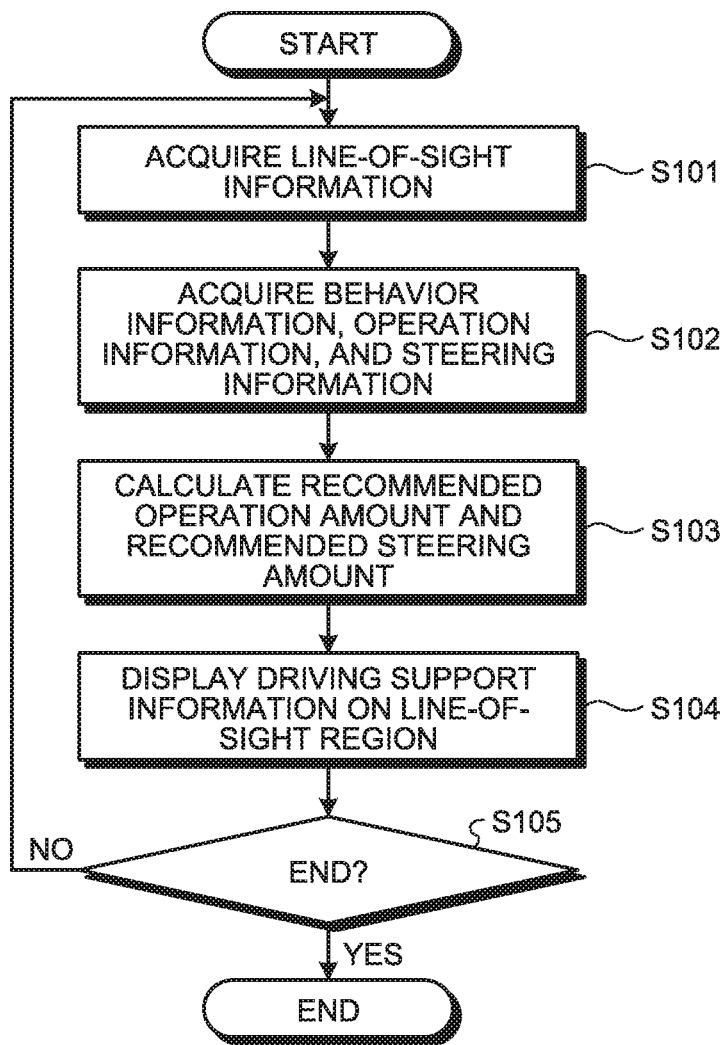 START
ACQUIRE LINE-OF-SIGHT
INFORMATION
S101
ACQUIRE BEHAVIOR
INFORMATION, OPERATION
INFORMATION, AND STEERING
INFORMATION
S102
CALCULATE RECOMMENDED
OPERATION AMOUNT AND
RECOMMENDED STEERING
AMOUNT
S103
DISPLAY DRIVING SUPPORT
INFORMATION ON LINE-OF-
SIGHT REGION
S104
S105
NO
END?
YES
END